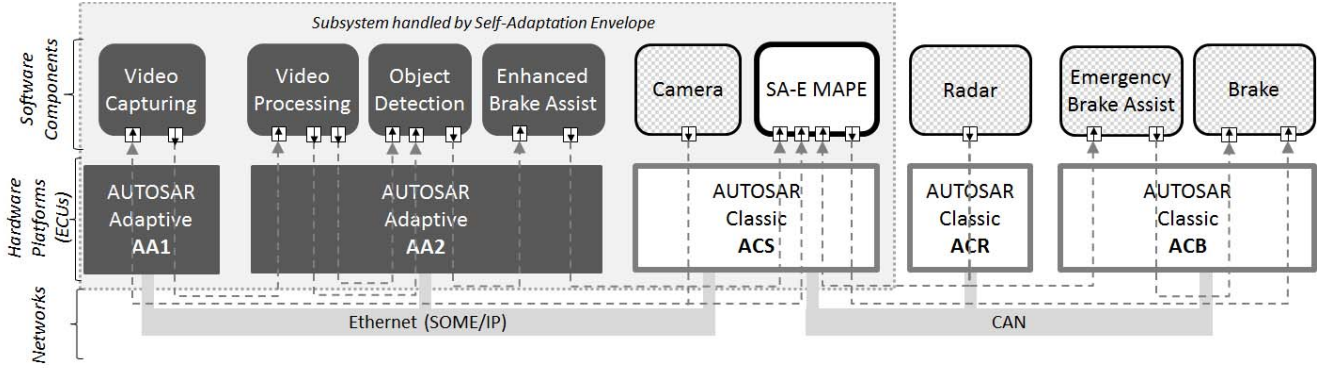 Subsystem handled by Self-Adaptation Envelope
Software
Components
Video
Capturing
Video
Processing
Object
Detection
Enhanced
Brake Assist
Camera
SA-E MAPE
Radar
Emergency
Brake Assist
Brake
Hardware
Platforms
(ECUs)
AUTOSAR
Adaptive
AA1
AUTOSAR
Adaptive
AA2
AUTOSAR
Classic
ACS
AUTOSAR
Classic
ACR
AUTOSAR
Classic
ACB
Networks
Ethernet (SOME/IP)
CAN